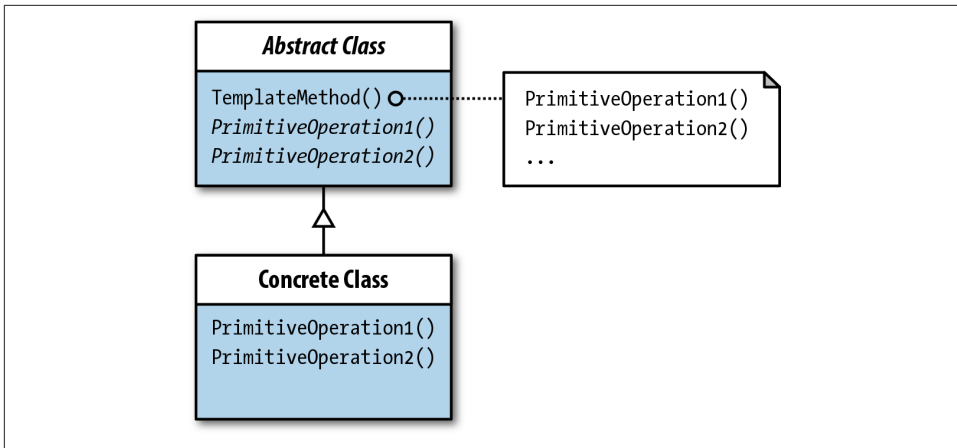 Abstract Class
TemplateMethod()
PrimitiveOperation1()
PrimitiveOperation2()
PrimitiveOperation1()
PrimitiveOperation2()
...
Concrete Class
PrimitiveOperation1()
PrimitiveOperation2()